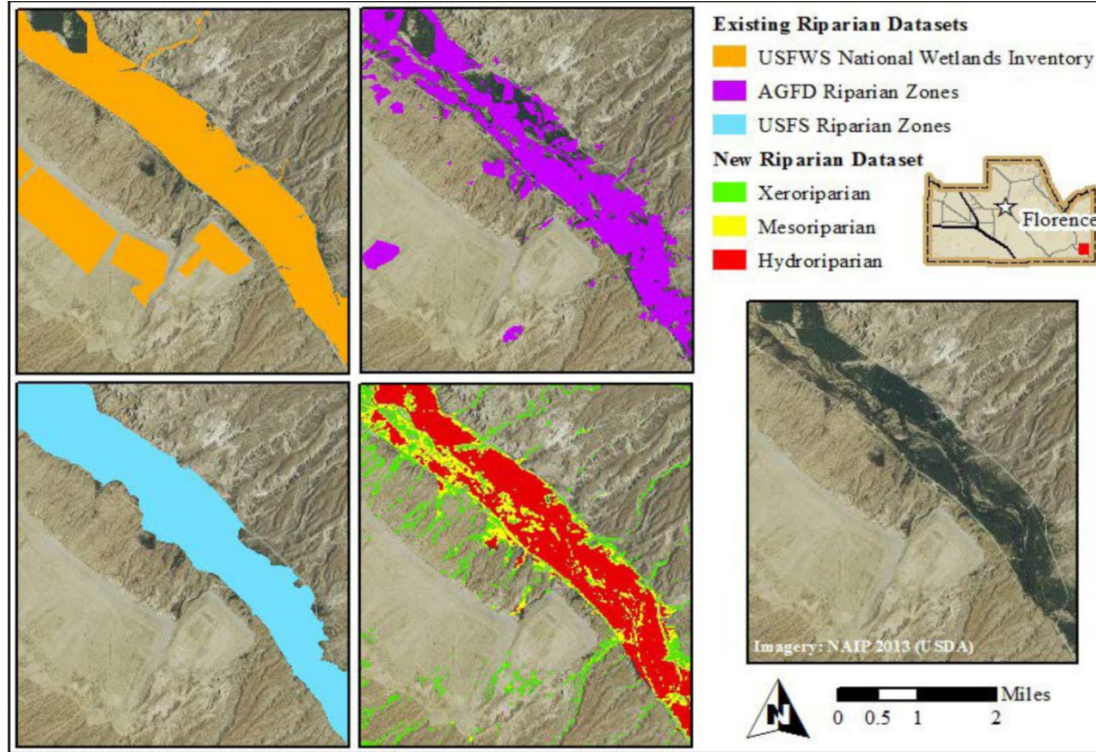 Existing Riparian Datasets
USFWS National Wetlands Inventory
AGFD Riparian Zones
USFS Riparian Zones
New Riparian Dataset
Xeroriparian
Mesoriparian
Hydroriparian
Florence
Imagery: NAIP 2013 (USDA)
N
Miles
0 0.5 1 2